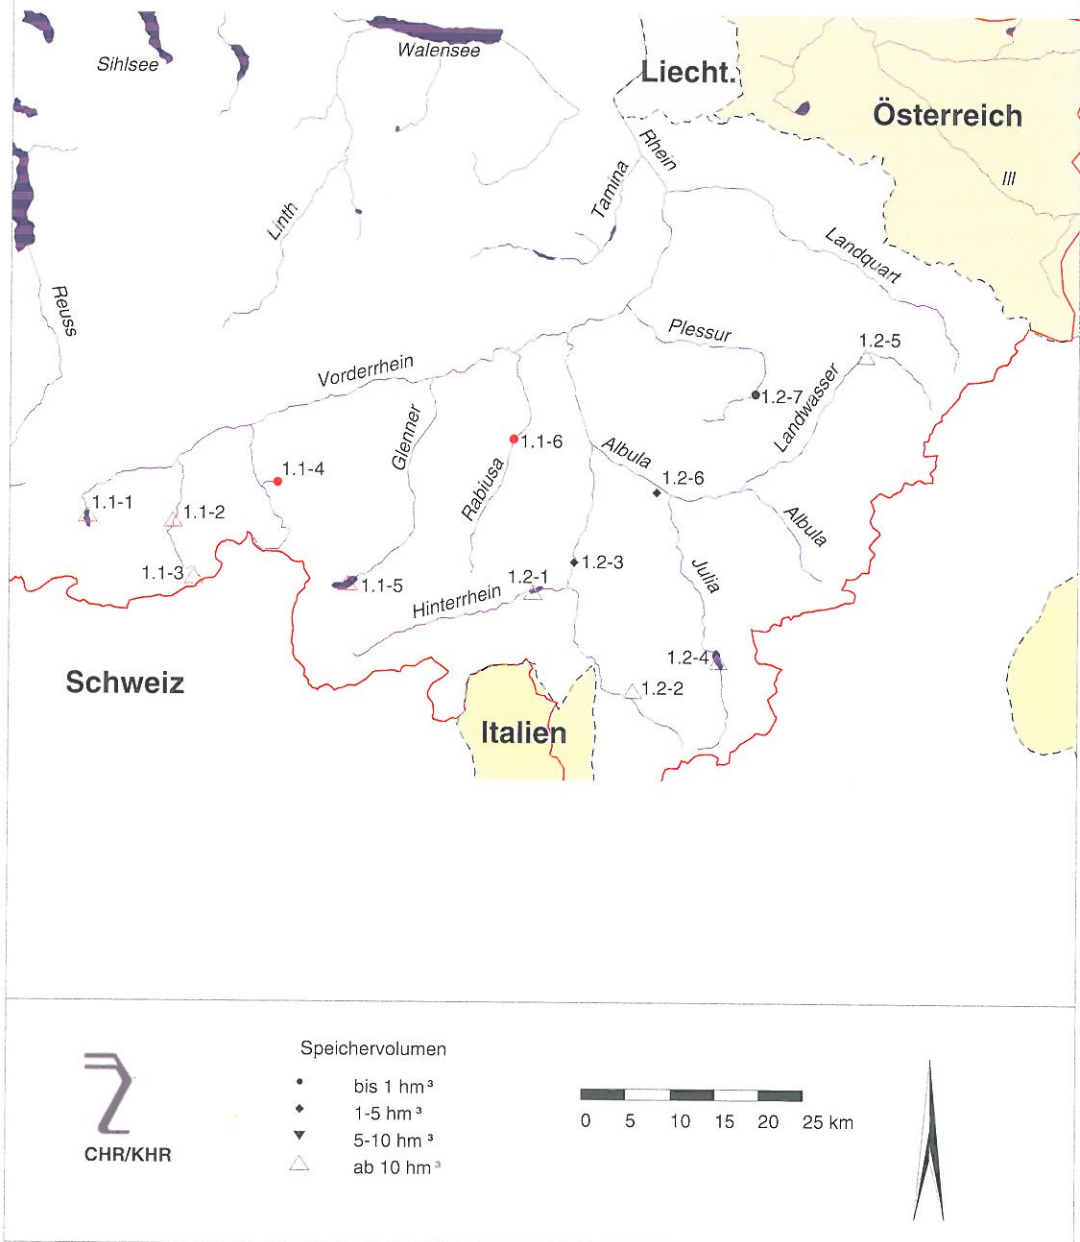 Sihlsee
Walensee
Liecht.
Österreich
Rhein
Tamina
Ill
Linth
Landquart
Reuss
Plessur
1.2-5
Vorderrhein
Landwasser
1.2-7
Glenner
1.1-6
Albula
1.1-4
Rabiusa
1.2-6
1.1-1
1.1-2
Albula
1.1-3
1.2-3
1.1-5
1.2-1
Julia
Hinterrhein
1.2-4
Schweiz
1.2-2
Italien
Speichervolumen
bis 1 hm³
1-5 hm³
5-10 hm³
ab 10 hm³
0 5 10 15 20 25 km
CHR/KHR